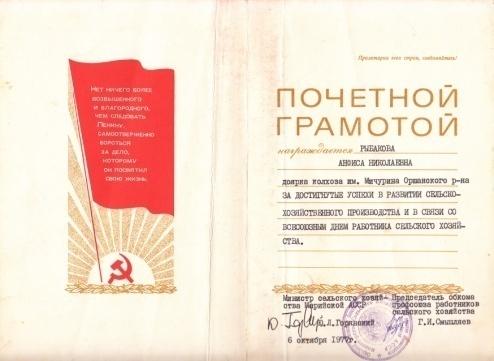 Нет ничего более
возвышенного
и благородного,
чем следовать
Ленину,
самоотверженно
бороться
за дело,
которому
он посвятил
свою жизнь.
Пролетарии всех стран, соединяйтесь!
ПОЧЕТНОЙ
ГРАМОТОЙ
награждается РЫБАКОВА
АНФИСА НИКОЛАЕВНА
доярка колхоза им. Мичурина Оршанского р-на
ЗА ДОСТИГНУТЫЕ УСПЕХИ В РАЗВИТИИ СЕЛЬСКО-
ХОЗЯЙСТВЕННОГО ПРОИЗВОДСТВА И В СВЯЗИ СО
ВСЕСОЮЗНЫМ ДНЕМ РАБОТНИКА СЕЛЬСКОГО ХОЗЯЙ-
СТВА.
Министр сельского хозяй-
ства Марийской АССР
Председатель обкома
профсоюза работников
сельского хозяйства
Ю.Л.Горинский
Г.И.Смышляев
6 октября 1977г.